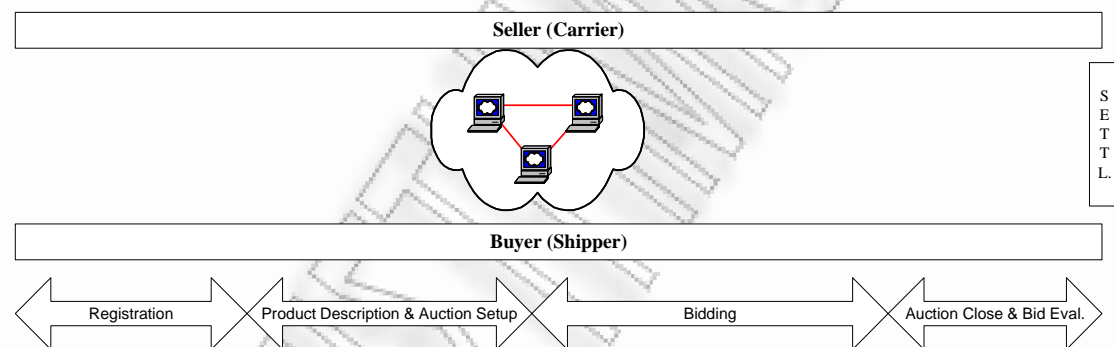 Seller (Carrier)
S
E
T
T
L.
Buyer (Shipper)
Registration
Product Description & Auction Setup
Bidding
Auction Close & Bid Eval.